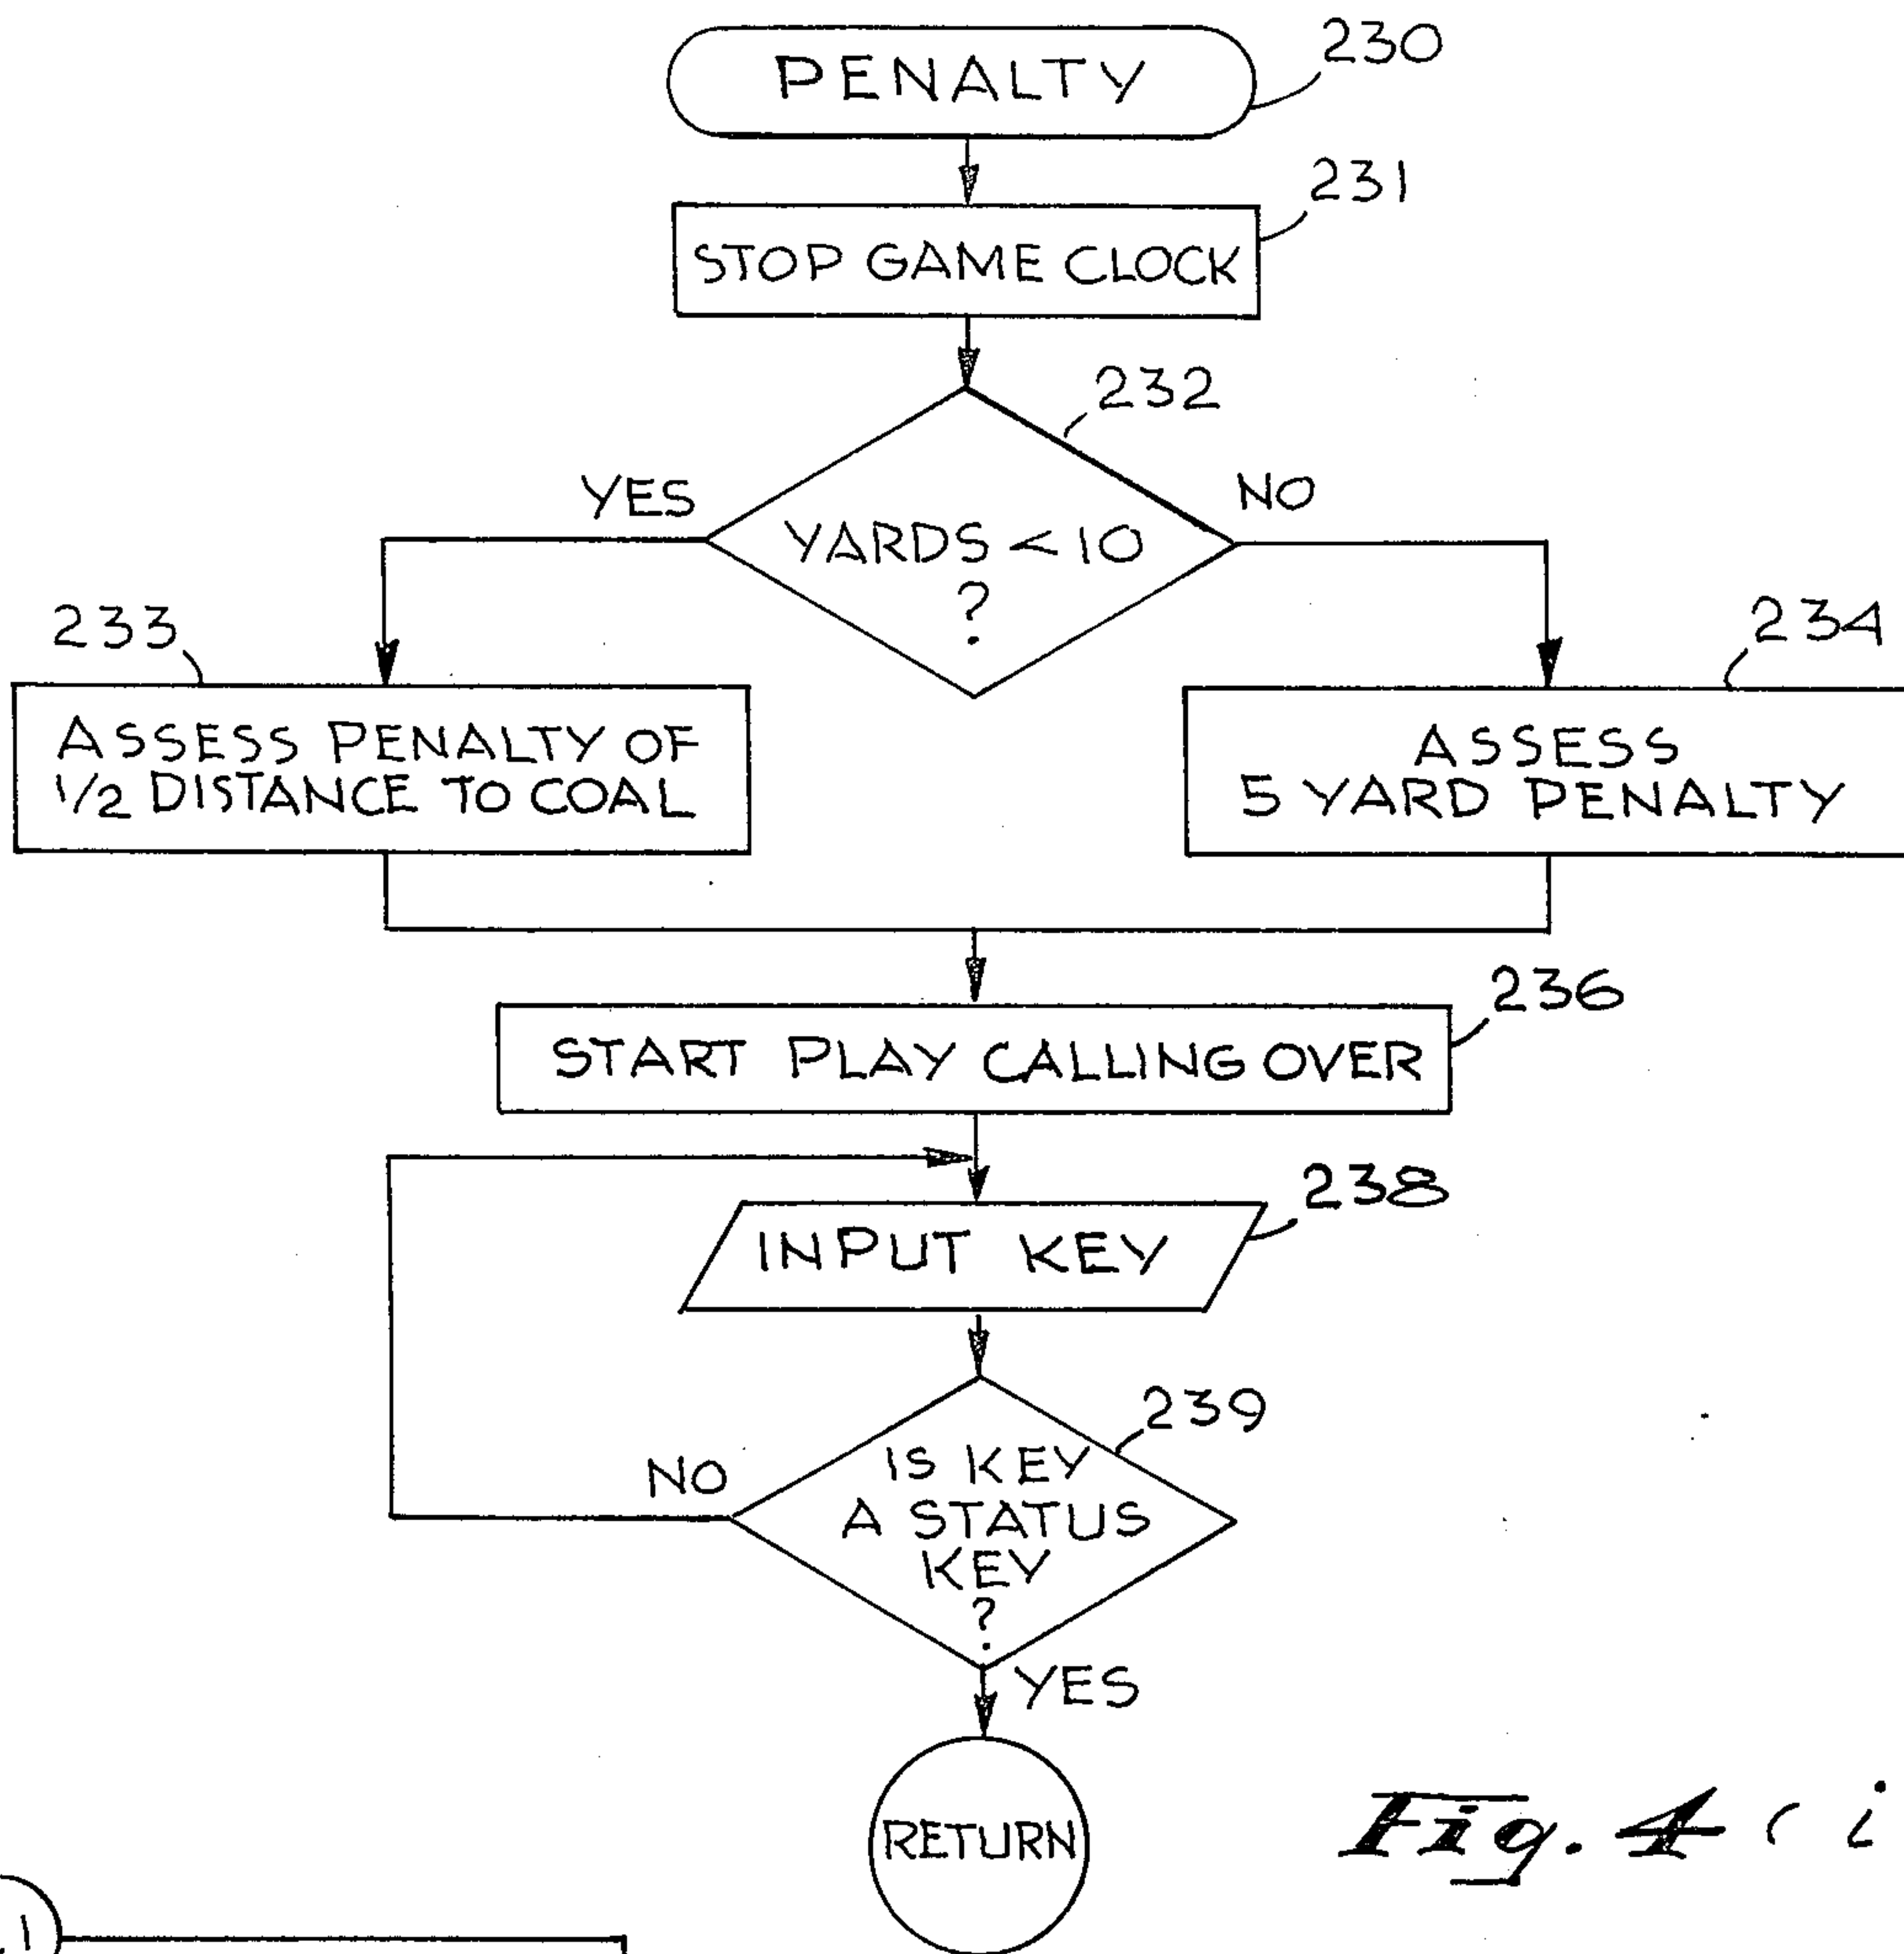 PENALTY
230
231
STOP GAME CLOCK
232
YES
NO
YARDS < 10
?
233
234
ASSESS PENALTY OF
1/2 DISTANCE TO COAL
ASSESS
5 YARD PENALTY
236
START PLAY CALLING OVER
238
INPUT KEY
239
NO
IS KEY
A STATUS
KEY
?
YES
RETURN
Fig. 4 ( i
1